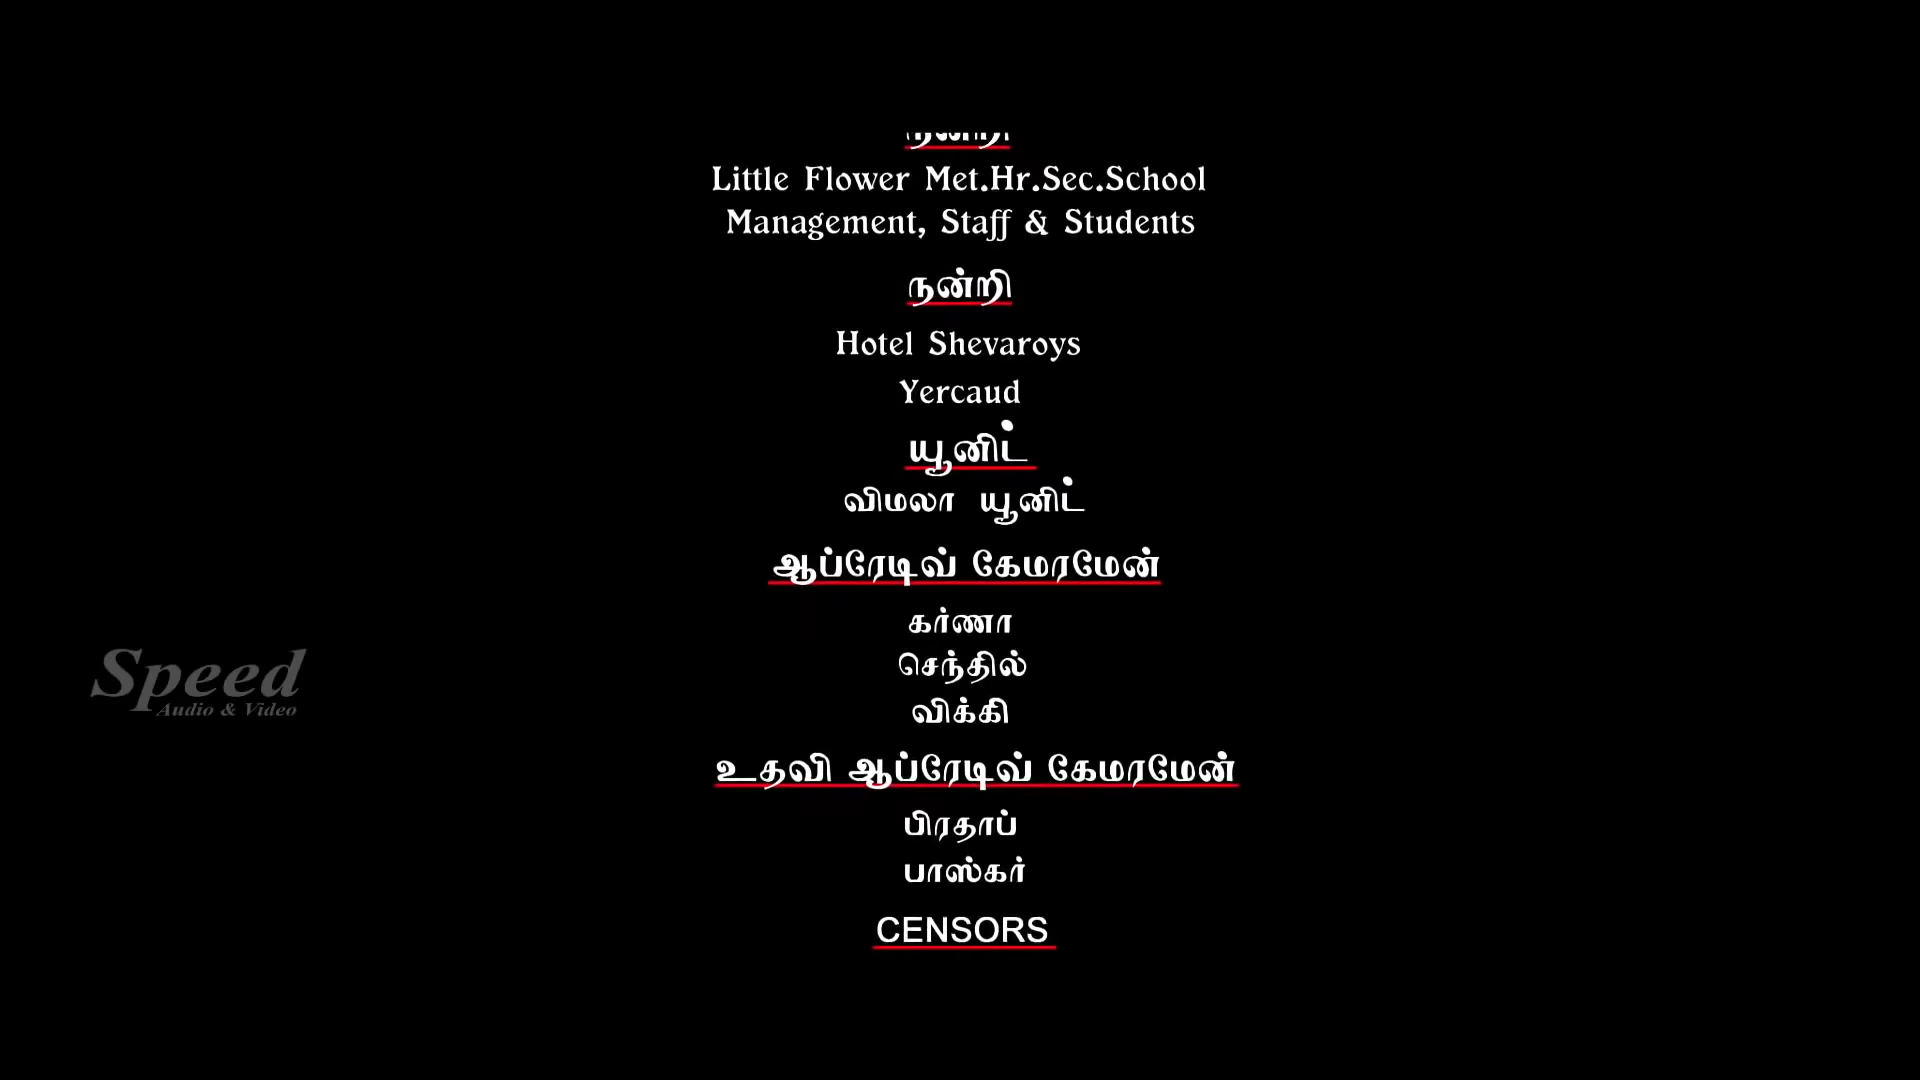 நன்றி
Little Flower Met.Hr.Sec.School
Management, Staff & Students
நன்றி
Hotel Shevaroys
Yercaud
யூனிட்
விமலா யூனிட்
ஆப்ரேடிவ் கேமரமேன்
கர்ணா
செந்தில்
விக்கி
உதவி ஆப்ரேடிவ் கேமரமேன்
பிரதாப்
பாஸ்கர்
CENSORS
Speed
Audio & Video